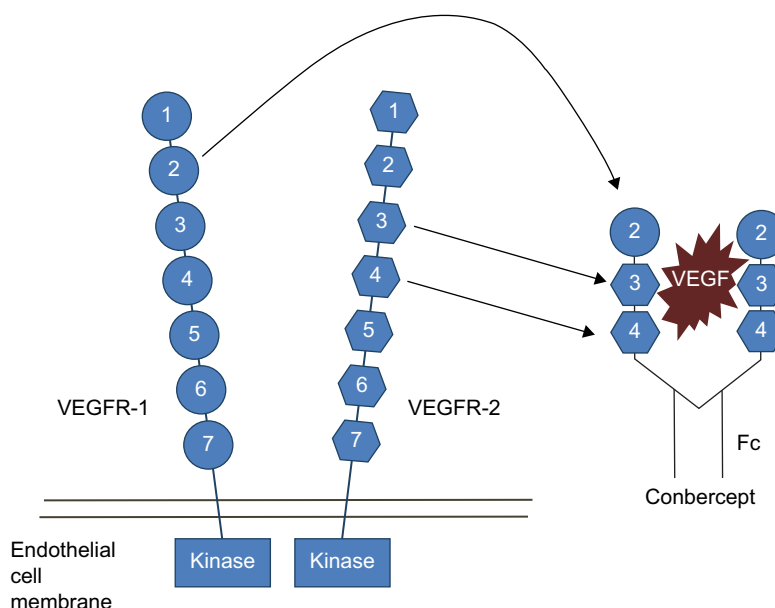 1
2
3
4
5
6
7
VEGFR-1
Kinase
1
2
3
4
5
6
7
VEGFR-2
Kinase
2
3
4
VEGF
2
3
4
Fc
Conbercept
Endothelial
cell
membrane